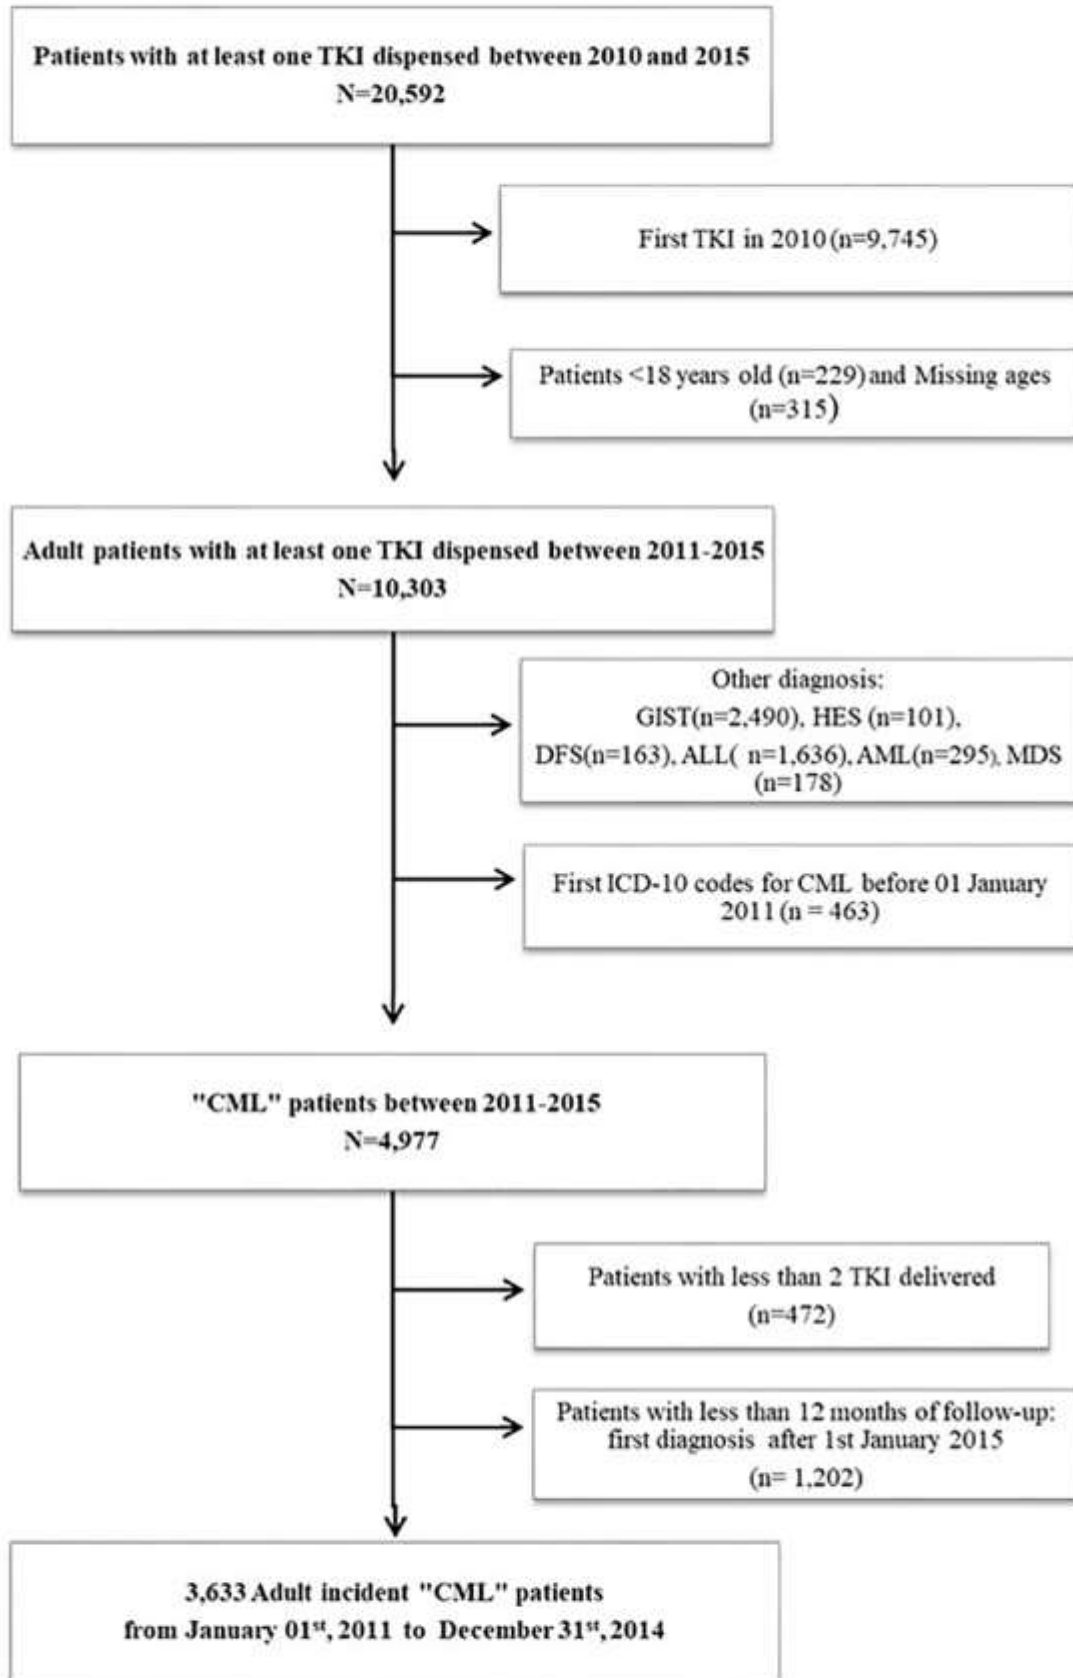 Patients with at least one TKI dispensed between 2010 and 2015
N=20,592
First TKI in 2010 (n=9,745)
Patients <18 years old (n=229) and Missing ages
(n=315)
Adult patients with at least one TKI dispensed between 2011-2015
N=10,303
Other diagnosis:
GIST(n=2,490), HES (n=101),
DFS(n=163), ALL( n=1,636), AML(n=295), MDS
(n=178)
First ICD-10 codes for CML before 01 January
2011 (n = 463)
"CML" patients between 2011-2015
N=4,977
Patients with less than 2 TKI delivered
(n=472)
Patients with less than 12 months of follow-up:
first diagnosis after 1st January 2015
(n= 1,202)
3,633 Adult incident "CML" patients
from January 01st, 2011 to December 31st, 2014